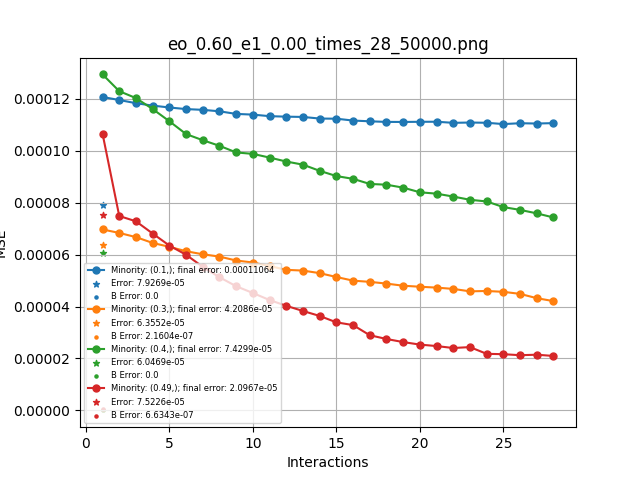 eo_0.60_e1_0.00_times_28_50000.png
MSE
0.00012
0.00010
0.00008
0.00006
0.00004
0.00002
0.00000
Minority: (0.1,); final error: 0.00011064
Error: 7.9269e-05
B Error: 0.0
Minority: (0.3,); final error: 4.2086e-05
Error: 6.3552e-05
B Error: 2.1604e-07
Minority: (0.4,); final error: 7.4299e-05
Error: 6.0469e-05
B Error: 0.0
Minority: (0.49,); final error: 2.0967e-05
Error: 7.5226e-05
B Error: 6.6343e-07
0 5 10 15 20 25
Interactions